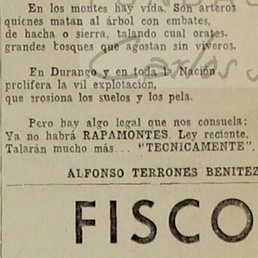 En los montes hay vida. Son arteros
quienes matan al árbol con embates,
de hacha o sierra, talando cual orates.
grandes bosques que agostan sin viveros.
En Durango y en toda la Nación
prolifera la vil explotación,
que erosiona los suelos y los pela.
Pero hay algo legal que nos consuela:
Ya no habrá RAPAMONTES. Ley reciente.
Talarán mucho más... "TECNICAMENTE".
ALFONSO TERRONES BENITEZ
FISCO